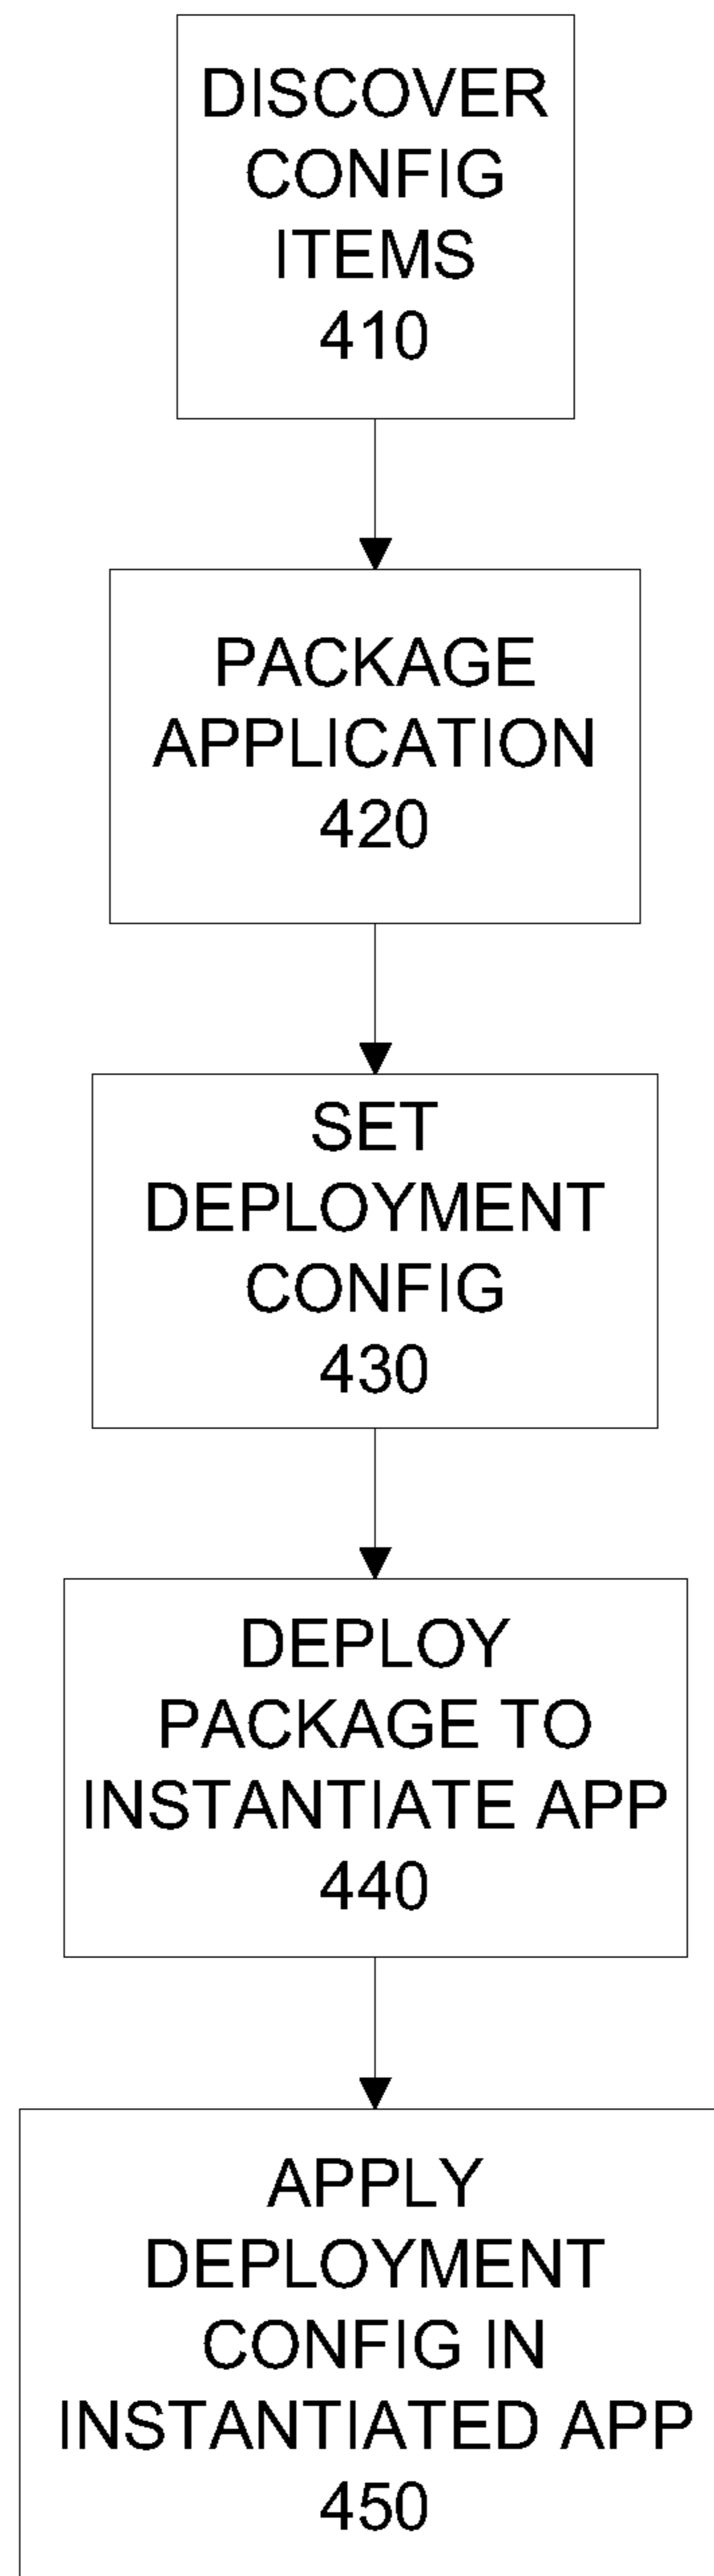 DISCOVER
CONFIG
ITEMS
410
PACKAGE
APPLICATION
420
SET
DEPLOYMENT
CONFIG
430
DEPLOY
PACKAGE TO
INSTANTIATE APP
440
APPLY
DEPLOYMENT
CONFIG IN
INSTANTIATED APP
450